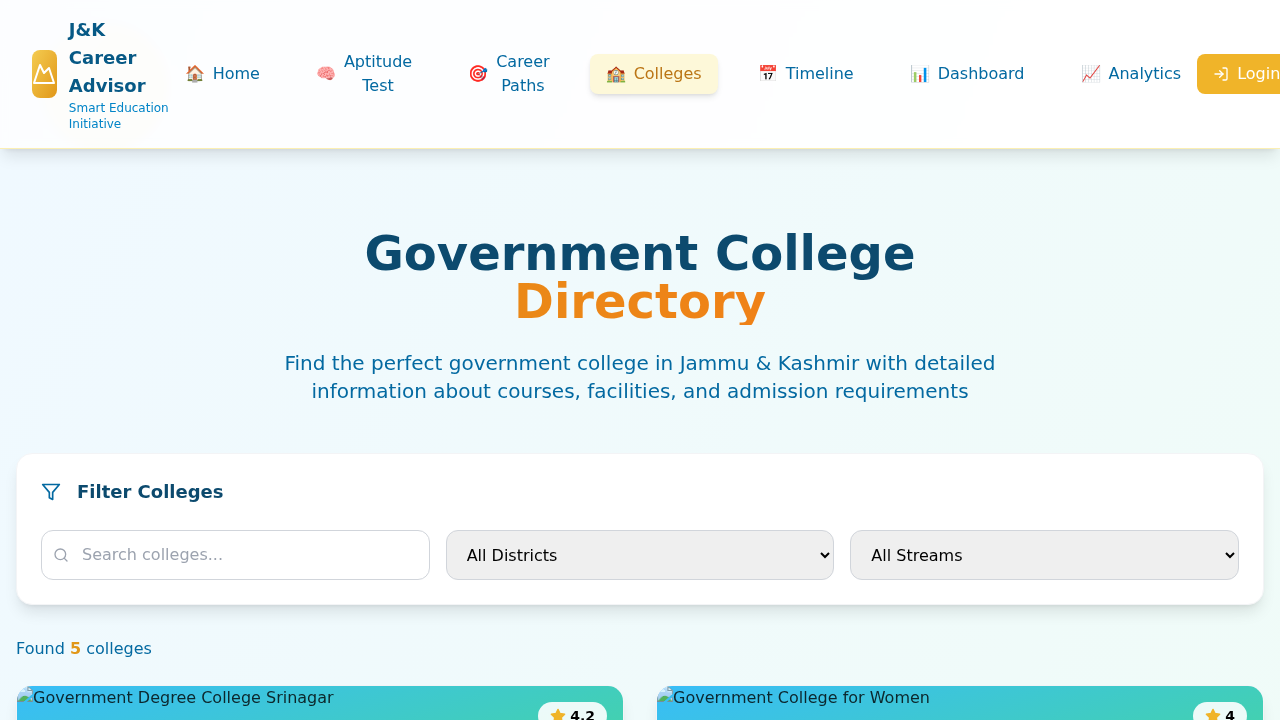 J&K
Career
Advisor
Smart Education
Initiative
Home
Aptitude
Test
Career
Paths
Colleges
Timeline
Dashboard
Analytics
Login
Government College
Directory
Find the perfect government college in Jammu & Kashmir with detailed
information about courses, facilities, and admission requirements
Filter Colleges
Search colleges...
All Districts
All Streams
Found 5 colleges
Government Degree College Srinagar
4.2
Government College for Women
4